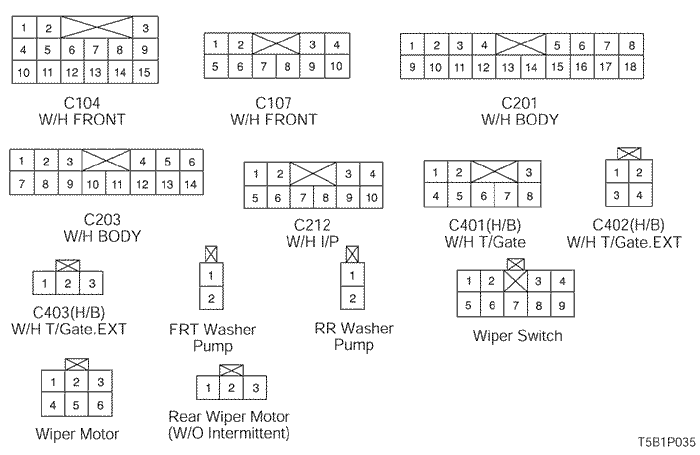 1 2 3
4 5 6 7 8 9
10 11 12 13 14 15
C104
W/H FRONT
1 2 3 4
5 6 7 8 9 10
C107
W/H FRONT
1 2 3 4 5 6 7 8
9 10 11 12 13 14 15 16 17 18
C201
W/H BODY
1 2 3 4 5 6
7 8 9 10 11 12 13 14
C203
W/H BODY
1 2 3 4
5 6 7 8 9 10
C212
W/H I/P
1 2 3
4 5 6 7 8
C401(H/B)
W/H T/Gate
1 2
3 4
C402(H/B)
W/H T/Gate.EXT
1 2 3
C403(H/B)
W/H T/Gate.EXT
1
2
FRT Washer
Pump
1
2
RR Washer
Pump
1 2 3 4
5 6 7 8 9
Wiper Switch
1 2 3
4 5 6
Wiper Motor
1 2 3
Rear Wiper Motor
(W/O Intermittent)
T5B1P035